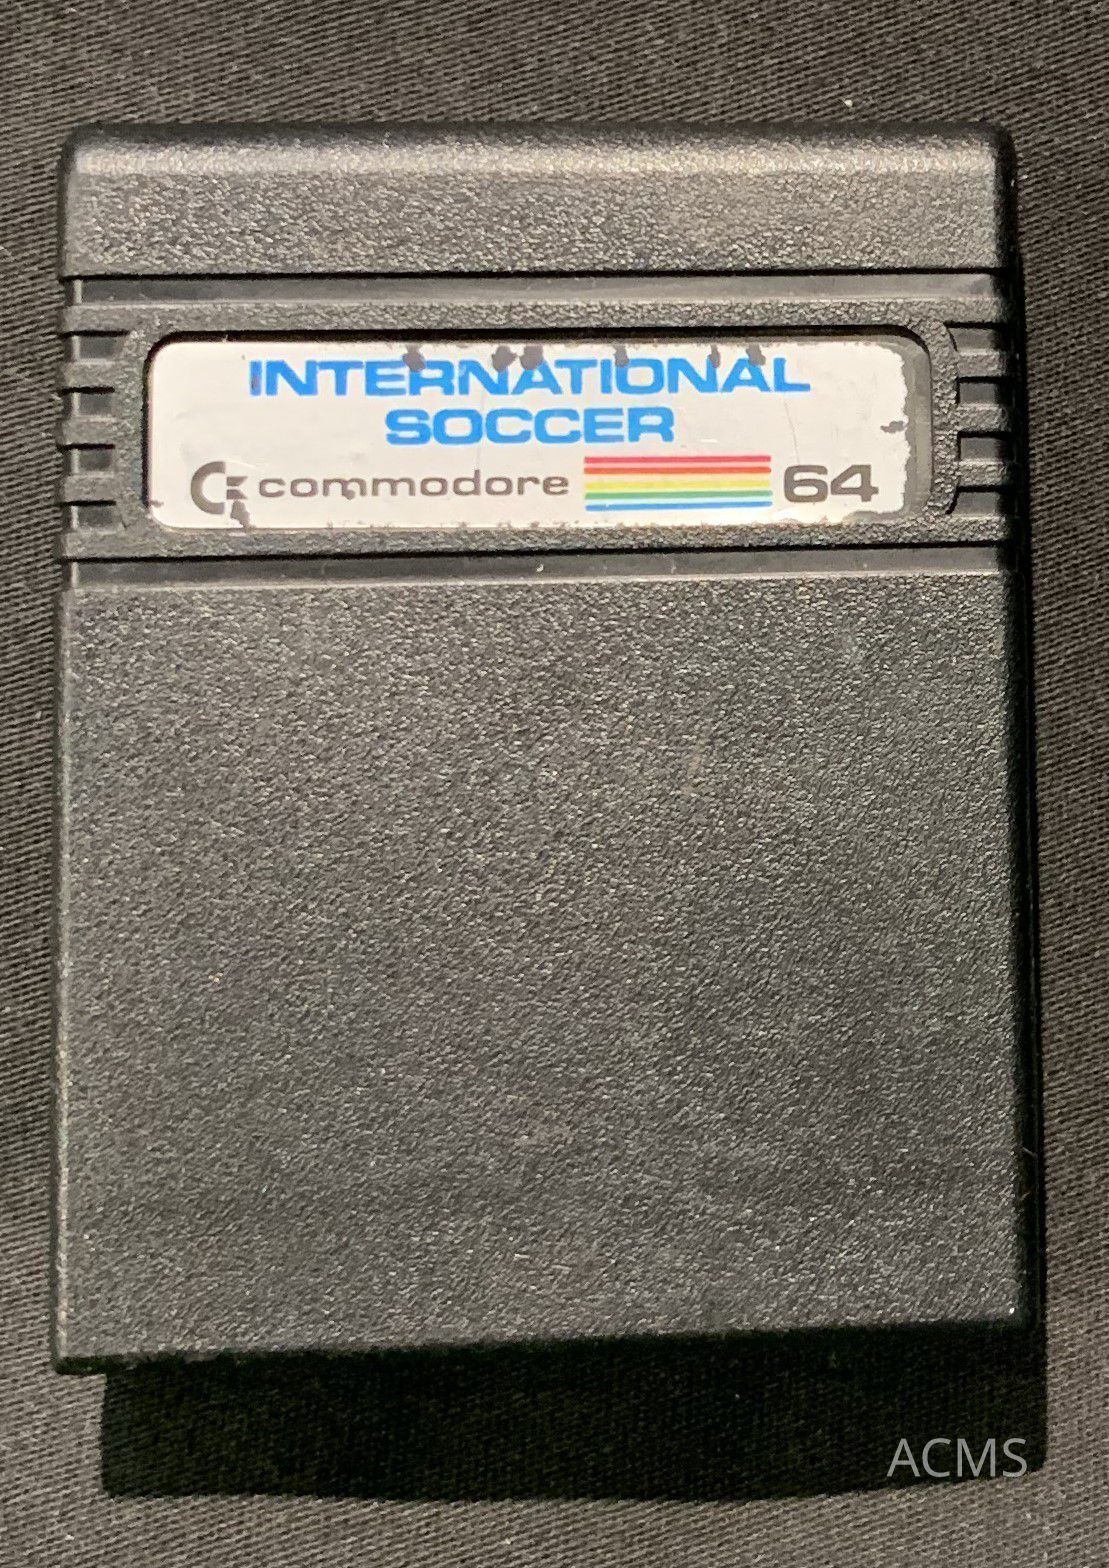 INTERNATIONAL
SOCCER
commodore 64
ACMS